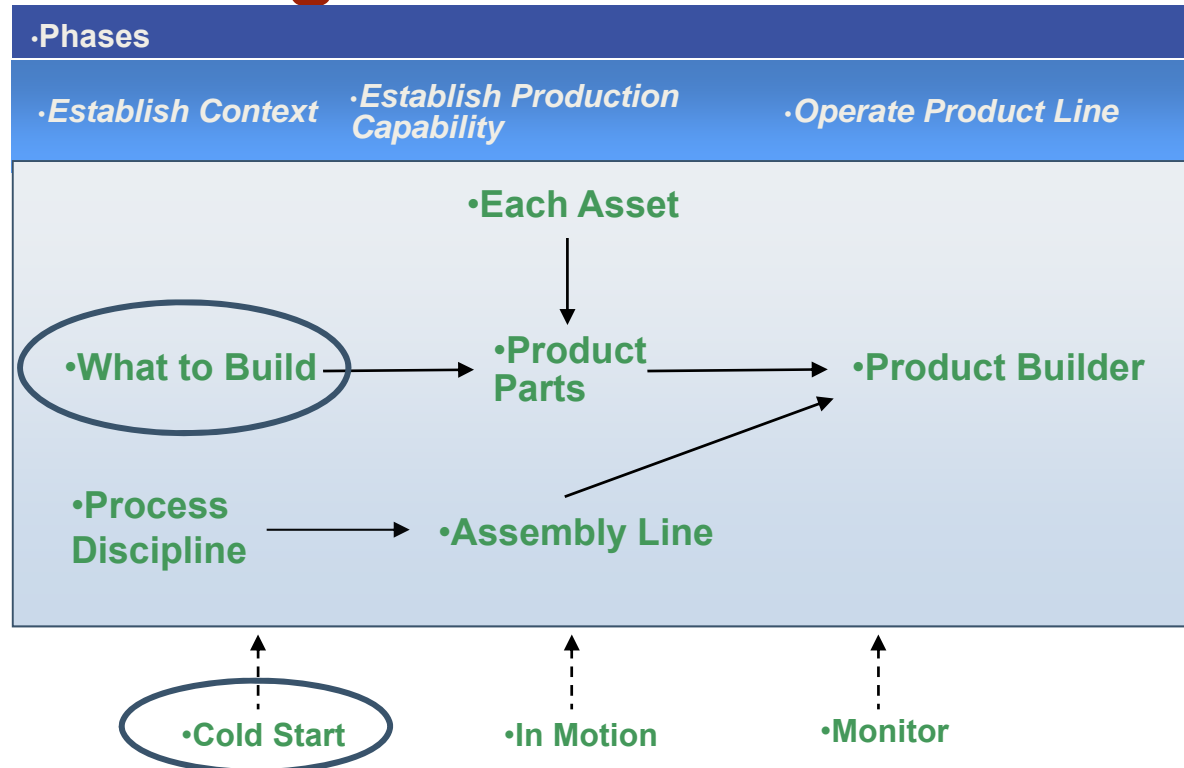 •Phases
•Establish Context
•Establish Production
Capability
•Operate Product Line
•Each Asset
•What to Build
•Product
Parts
•Product Builder
•Process
Discipline
•Assembly Line
•Cold Start
•In Motion
•Monitor